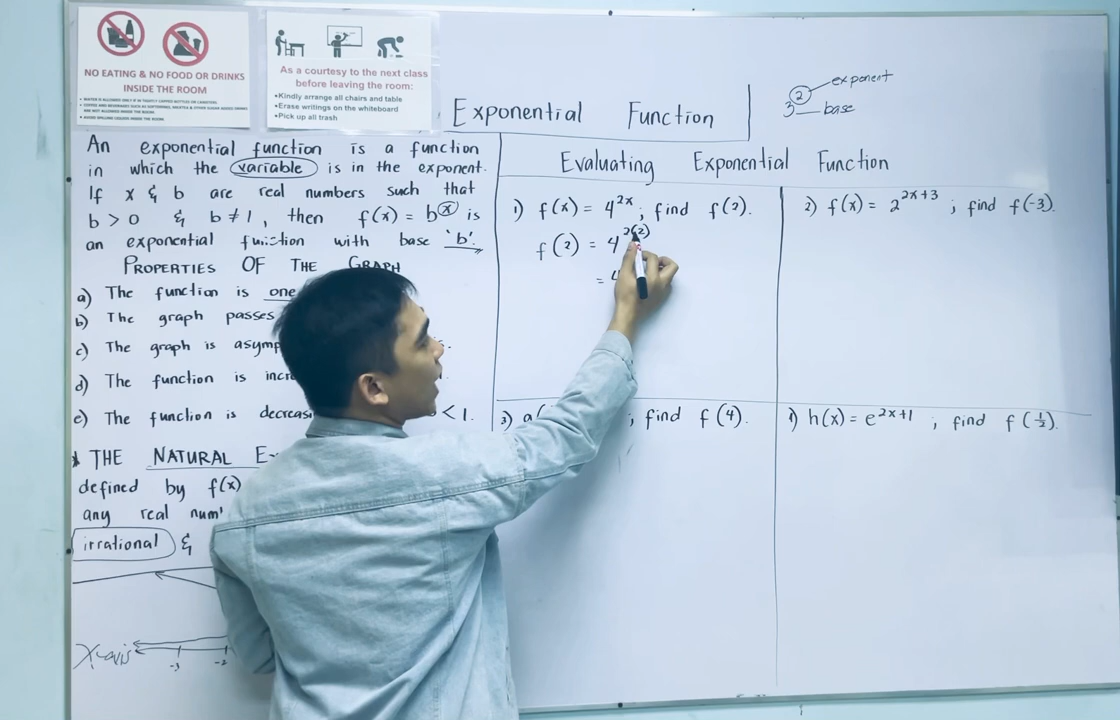 NO EATING & NO FOOD OR DRINKS
INSIDE THE ROOM
As a courtesy to the next class
before leaving the room:
•Kindly arrange all chairs and table
•Erase writings on the whiteboard
•Pick up all trash
Exponential Function
3² exponent
base
An exponential function is a function
in which the variable is in the exponent.
If x & b are real numbers such that
b > 0 & b ≠ 1, then f(x) = bˣ is
an exponential function with base 'b'.
PROPERTIES OF THE GRAPH
a) The function is one
b) The graph passes
c) The graph is
d) The function is
e) The function is < 1.
* THE NATURAL
defined by f(x)
any real
irrational &
X-axis
-3 -2
Evaluating Exponential Function
1) f(x) = 4^2x ; find f(2).
f(2) = 4^2(2)
=
2) f(x) = 2^2x+3 ; find f(-3).
3) ; find f(4).
h(x) = e^2x+1 ; find f(½).